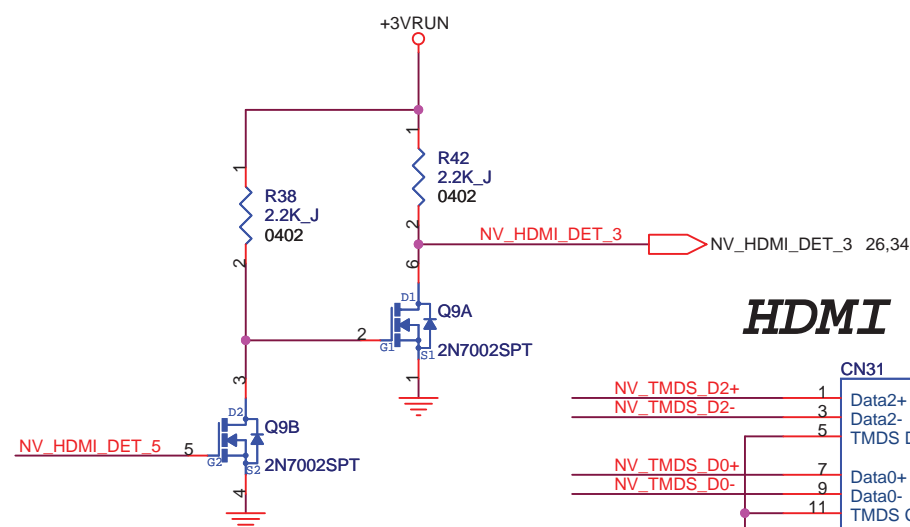 +3VRUN
1
R42
2.2K_J
0402
2
1
R38
2.2K_J
0402
2
NV_HDMI_DET_3
NV_HDMI_DET_3 26,34
6
D1
Q9A
2
G1
S1
2N7002SPT
1
3
D2
Q9B
NV_HDMI_DET_5
5
G2
S2
2N7002SPT
4
HDMI
CN31
NV_TMDS_D2+
1
Data2+
NV_TMDS_D2-
3
Data2-
5
TMDS D
NV_TMDS_D0+
7
Data0+
NV_TMDS_D0-
9
Data0-
11
TMDS